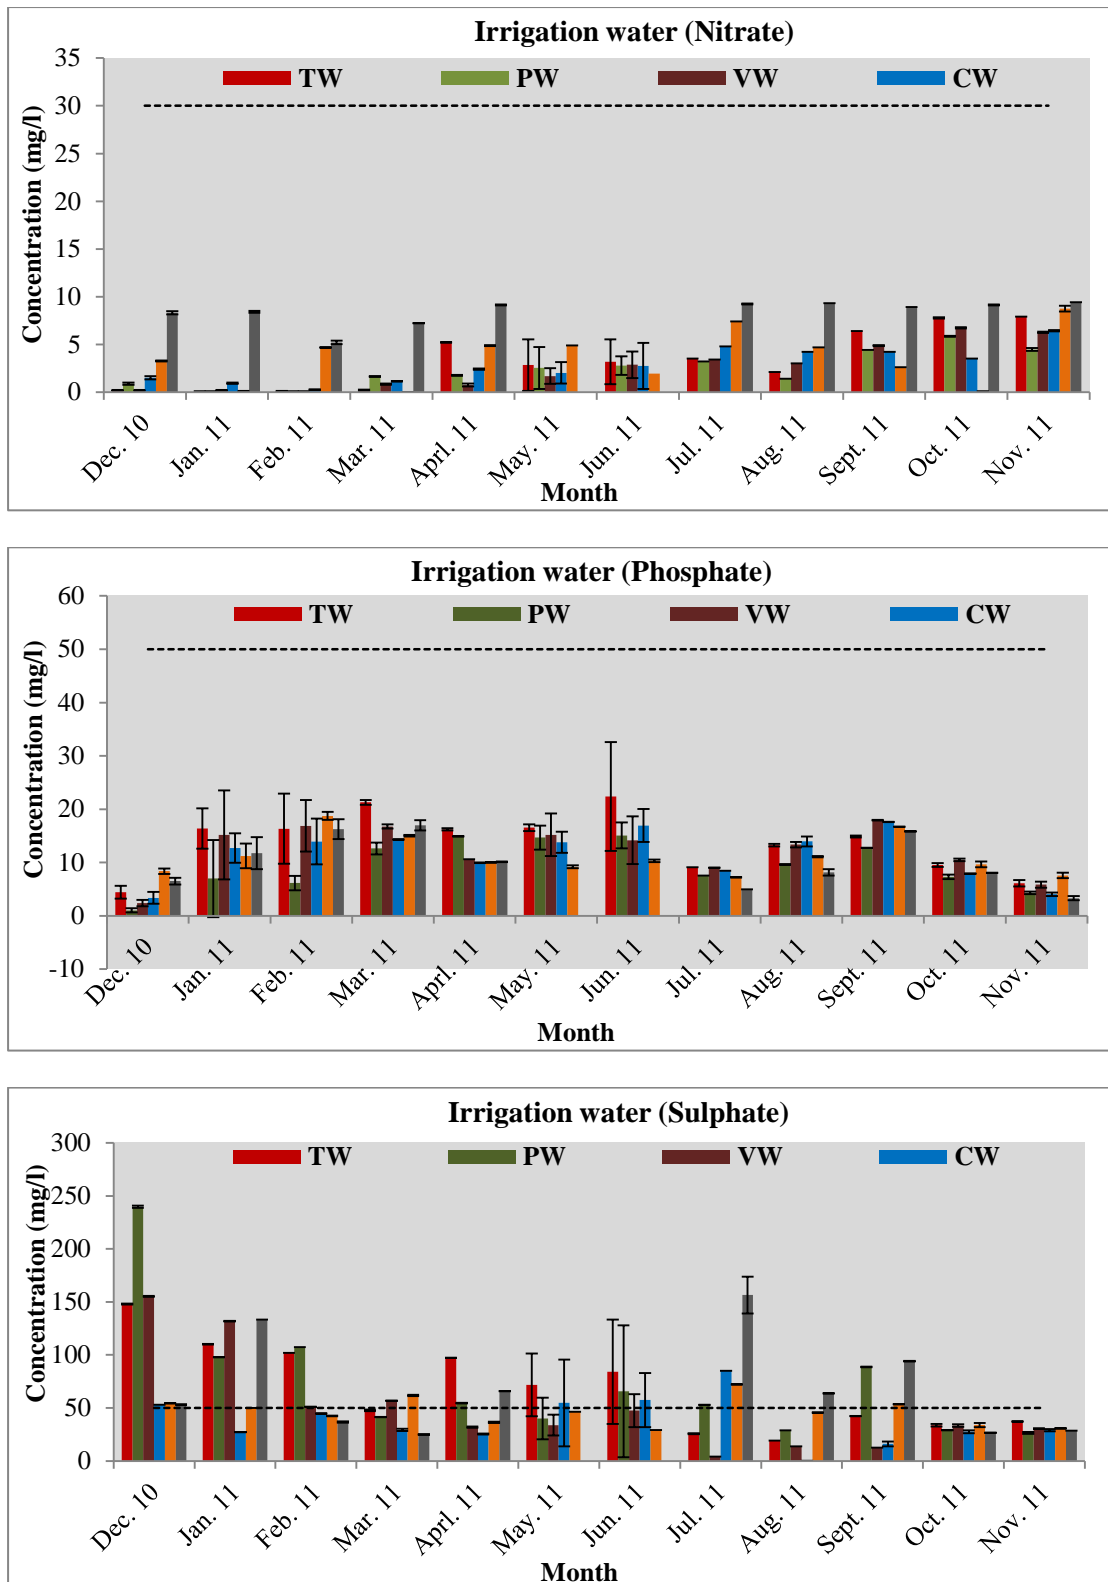 Irrigation water (Nitrate)
TW PW VW CW
Concentration (mg/l)
35
30
25
20
15
10
5
0
Dec. 10 Jan. 11 Feb. 11 Mar. 11 Aprl. 11 May. 11 Jun. 11 Jul. 11 Aug. 11 Sept. 11 Oct. 11 Nov. 11
Month
Irrigation water (Phosphate)
TW PW VW CW
Concentration (mg/l)
60
50
40
30
20
10
0
-10
Dec. 10 Jan. 11 Feb. 11 Mar. 11 Aprl. 11 May. 11 Jun. 11 Jul. 11 Aug. 11 Sept. 11 Oct. 11 Nov. 11
Month
Irrigation water (Sulphate)
TW PW VW CW
Concentration (mg/l)
300
250
200
150
100
50
0
Dec. 10 Jan. 11 Feb. 11 Mar. 11 Aprl. 11 May. 11 Jun. 11 Jul. 11 Aug. 11 Sept. 11 Oct. 11 Nov. 11
Month